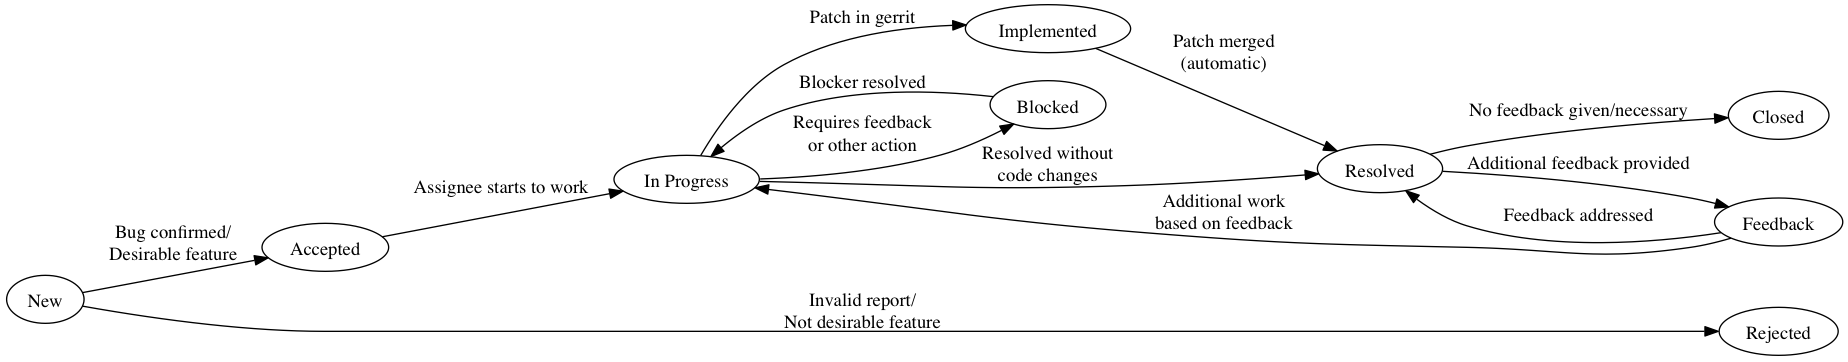 Patch in gerrit
Implemented
Patch merged
(automatic)
Blocker resolved
Blocked
No feedback given/necessary
Closed
Requires feedback
or other action
Resolved without
code changes
Resolved
Additional feedback provided
In Progress
Assignee starts to work
Additional work
based on feedback
Feedback addressed
Feedback
Bug confirmed/
Desirable feature
Accepted
New
Invalid report/
Not desirable feature
Rejected